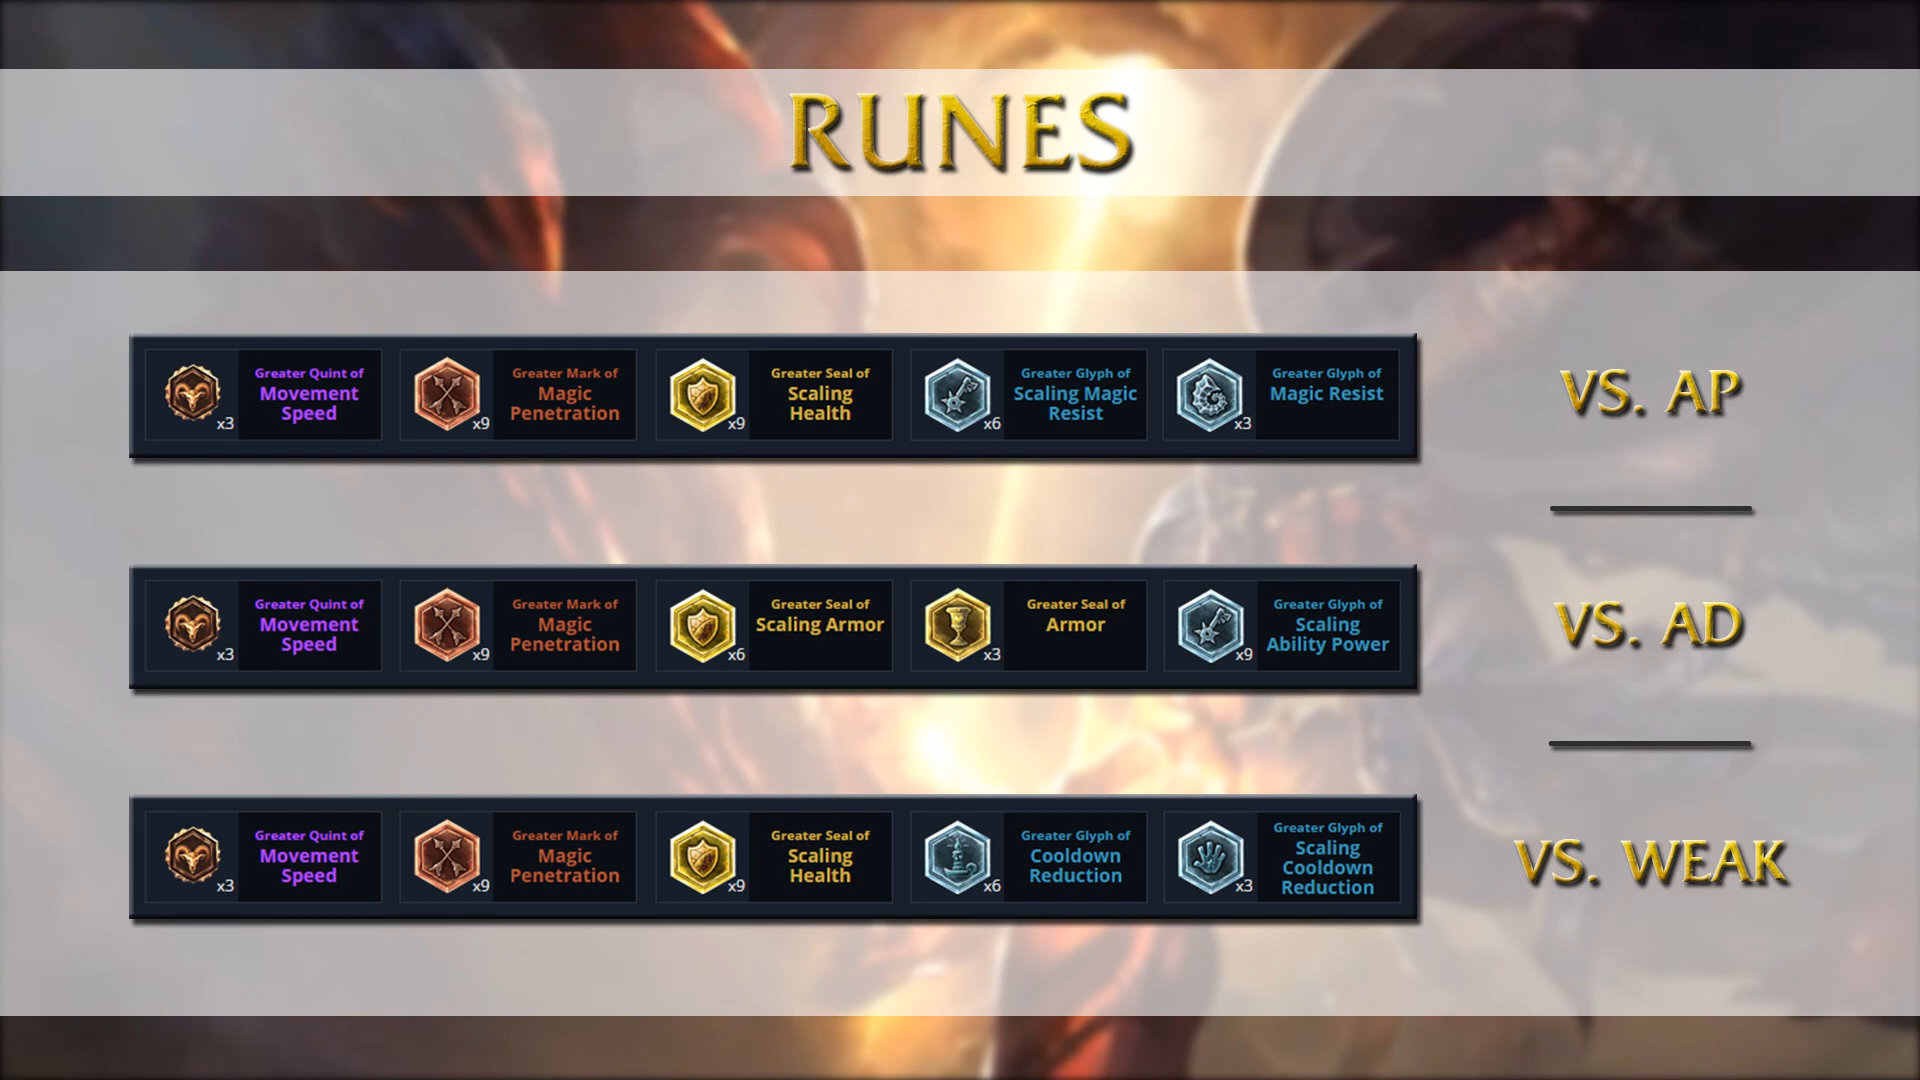 RUNES
Greater Quint of
Movement
Speed
x3
Greater Mark of
Magic
Penetration
x9
Greater Seal of
Scaling
Health
x9
Greater Glyph of
Scaling Magic
Resist
x6
Greater Glyph of
Magic Resist
x3
VS. AP
Greater Quint of
Movement
Speed
x3
Greater Mark of
Magic
Penetration
x9
Greater Seal of
Scaling Armor
x6
Greater Seal of
Armor
x3
Greater Glyph of
Scaling
Ability Power
x9
VS. AD
Greater Quint of
Movement
Speed
x3
Greater Mark of
Magic
Penetration
x9
Greater Seal of
Scaling
Health
x9
Greater Glyph of
Cooldown
Reduction
x6
Greater Glyph of
Scaling
Cooldown
Reduction
x3
VS. WEAK